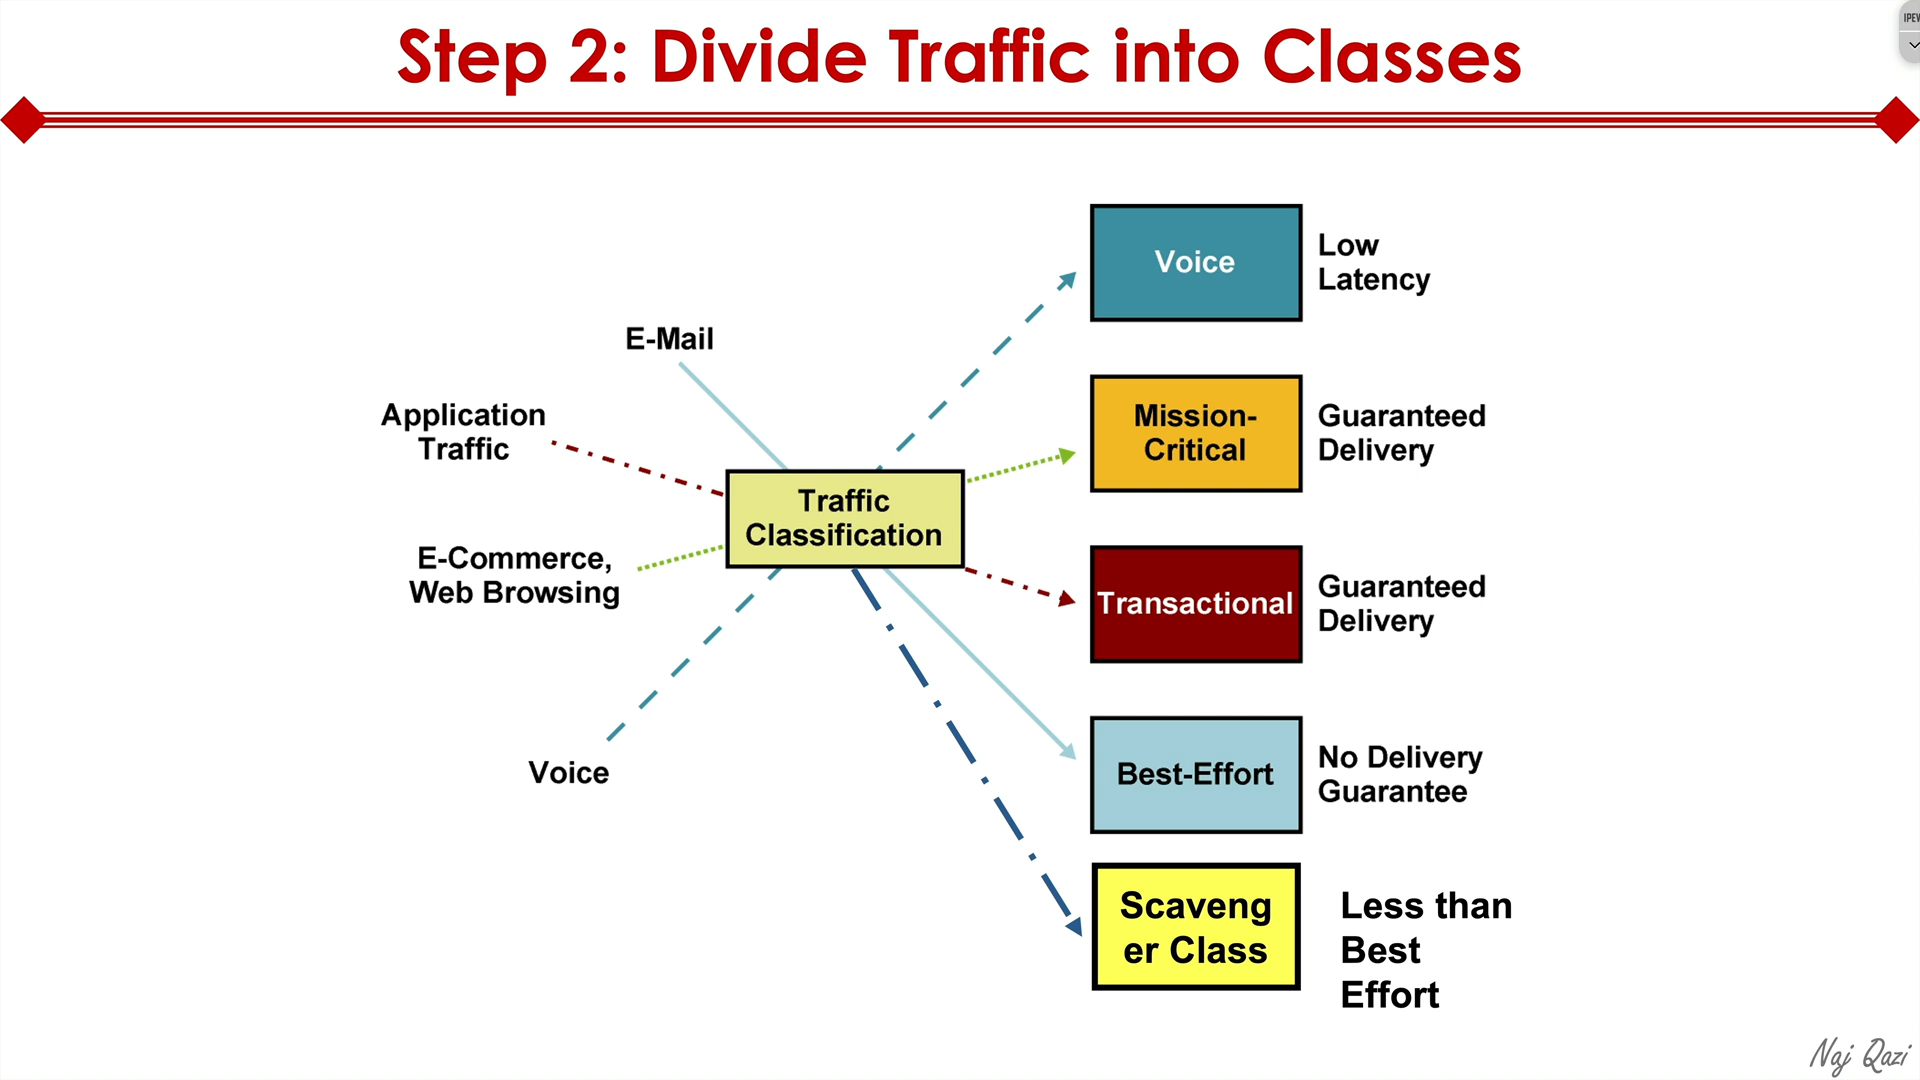 Step 2: Divide Traffic into Classes
E-Mail
Application
Traffic
E-Commerce,
Web Browsing
Voice
Traffic
Classification
Voice
Low
Latency
Mission-
Critical
Guaranteed
Delivery
Transactional
Guaranteed
Delivery
Best-Effort
No Delivery
Guarantee
Scaveng
er Class
Less than
Best
Effort
Naj Qazi